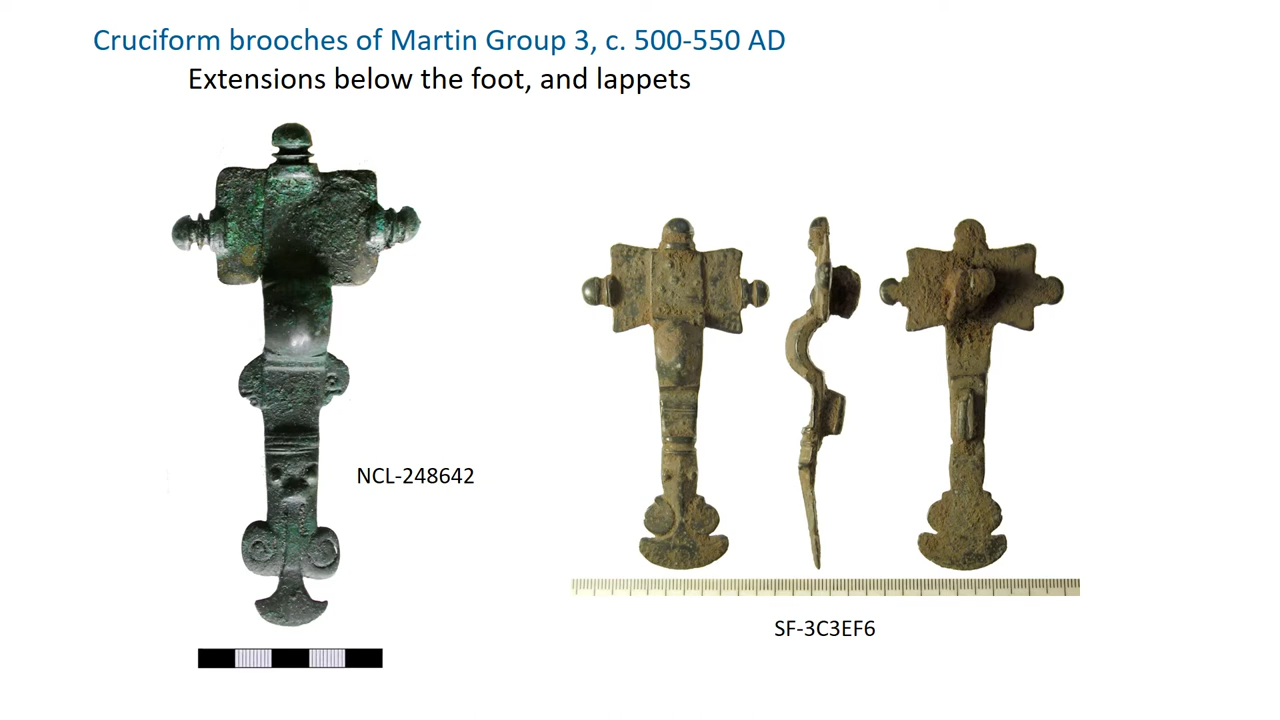 Cruciform brooches of Martin Group 3, c. 500-550 AD
Extensions below the foot, and lappets
NCL-248642
SF-3C3EF6